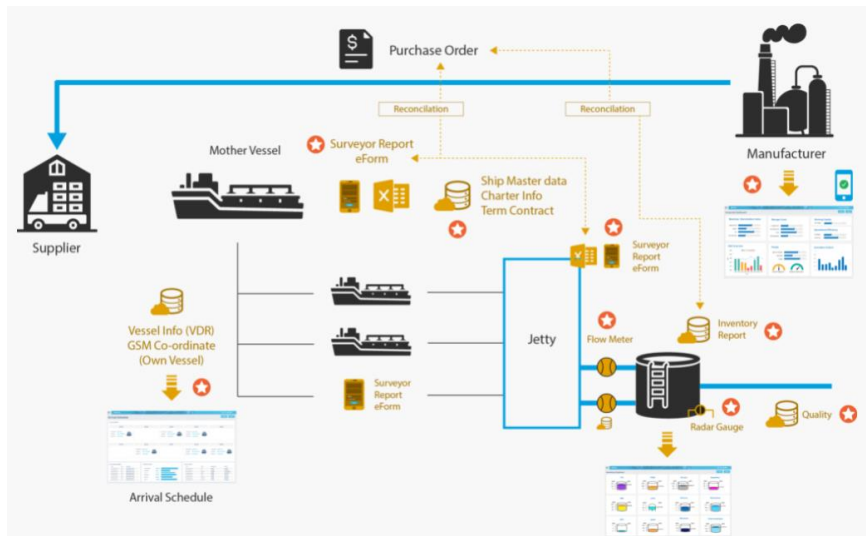 $
Purchase Order
Reconcilation
Reconcilation
Mother Vessel
Surveyor Report
eForm
Manufacturer
Ship Master data
Charter Info
Term Contract
Supplier
Surveyor
Report
eForm
Vessel Info (VDR)
GSM Co-ordinate
(Own Vessel)
Jetty
Flow Meter
Inventory
Report
Surveyor
Report
eForm
Radar Gauge
Quality
Arrival Schedule